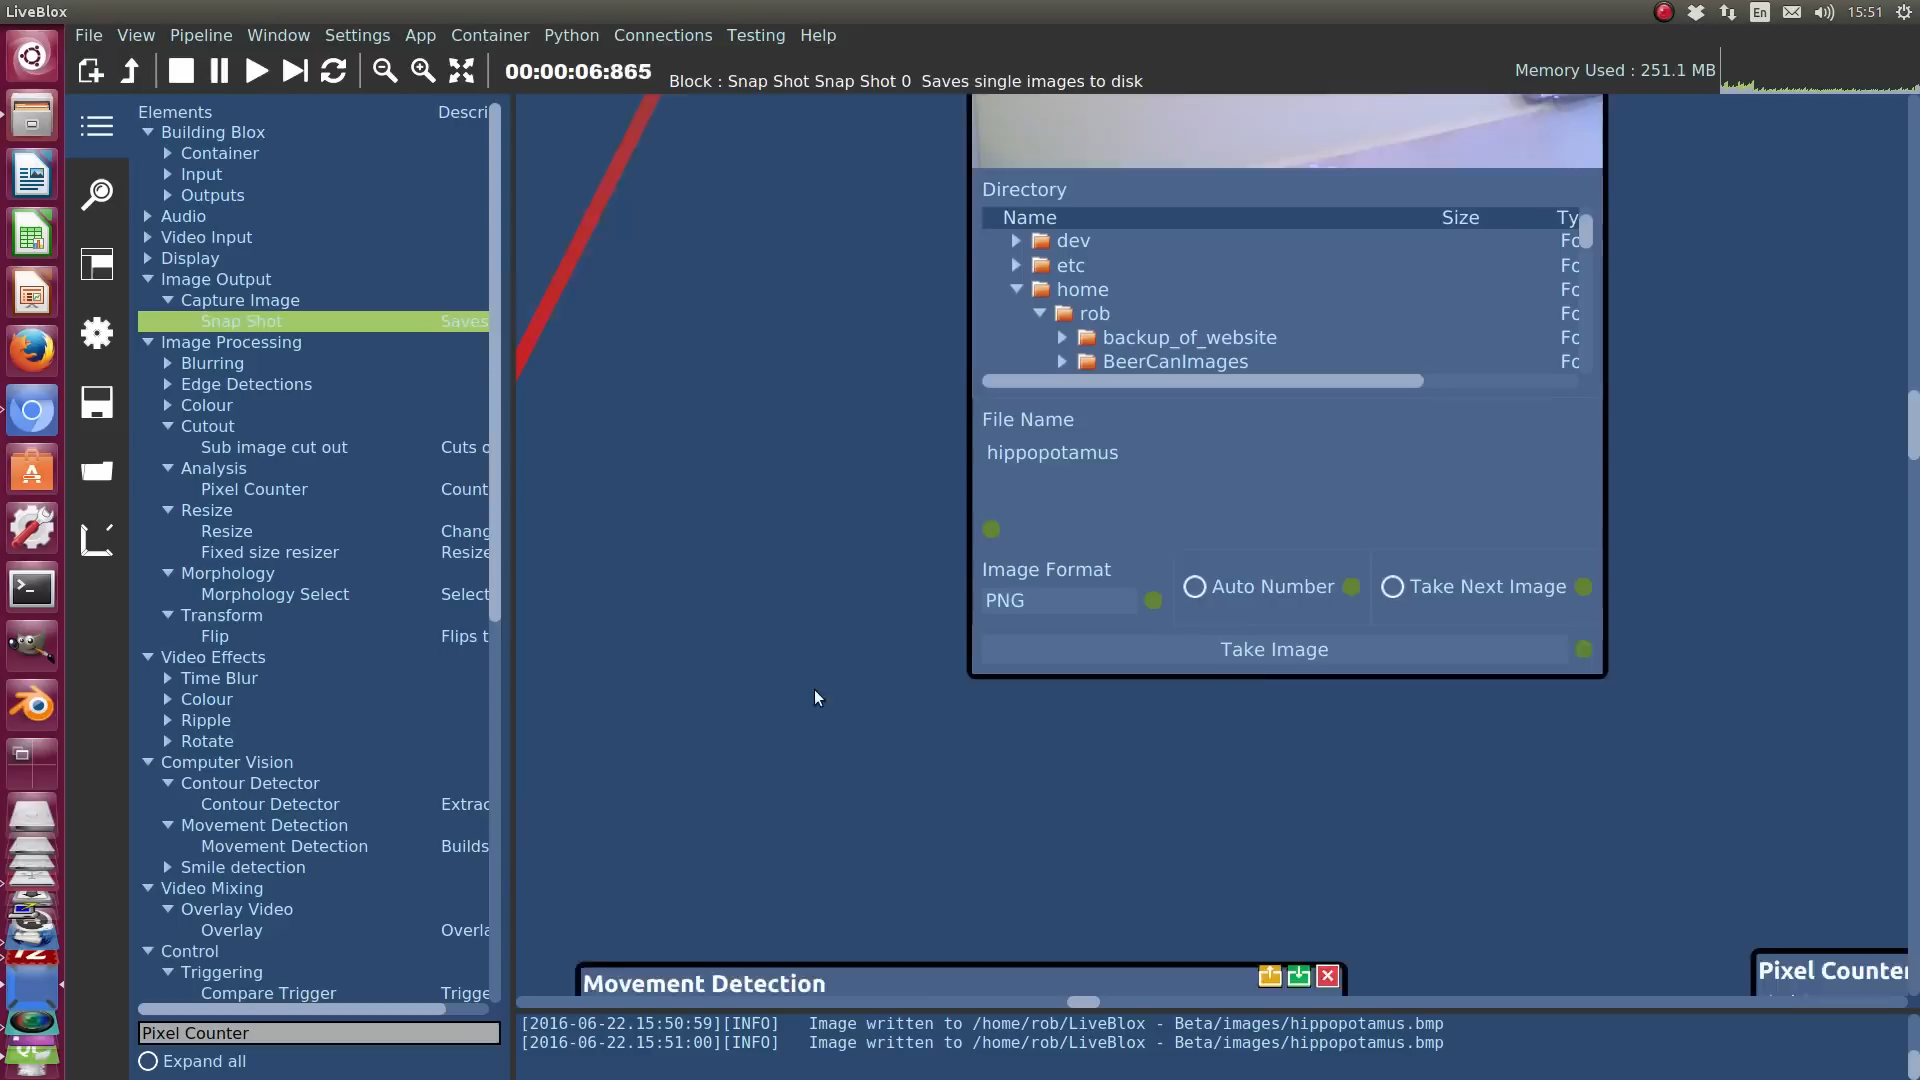 LiveBlox
En
15:51
File View Pipeline Window Settings App Container Python Connections Testing Help
00:00:06:865
Block : Snap Shot Snap Shot 0 Saves single images to disk
Memory Used : 251.1 MB
Elements Descri
Building Blox
Container
Input
Outputs
Audio
Video Input
Display
Image Output
Capture Image
Snap Shot Saves
Image Processing
Blurring
Edge Detections
Colour
Cutout
Sub image cut out Cuts o
Analysis
Pixel Counter Count
Resize
Resize Chang
Fixed size resizer Resize
Morphology
Morphology Select Select
Transform
Flip Flips t
Video Effects
Time Blur
Colour
Ripple
Rotate
Computer Vision
Contour Detector
Contour Detector Extrac
Movement Detection
Movement Detection Builds
Smile detection
Video Mixing
Overlay Video
Overlay Overla
Control
Triggering
Compare Trigger Trigge
Pixel Counter
Expand all
Directory
Name Size Ty
dev Fo
etc Fo
home Fo
rob Fo
backup_of_website Fo
BeerCanImages Fo
File Name
hippopotamus
Image Format
PNG
Auto Number
Take Next Image
Take Image
Movement Detection
Pixel Counter
[2016-06-22.15:50:59][INFO] Image written to /home/rob/LiveBlox - Beta/images/hippopotamus.bmp
[2016-06-22.15:51:00][INFO] Image written to /home/rob/LiveBlox - Beta/images/hippopotamus.bmp